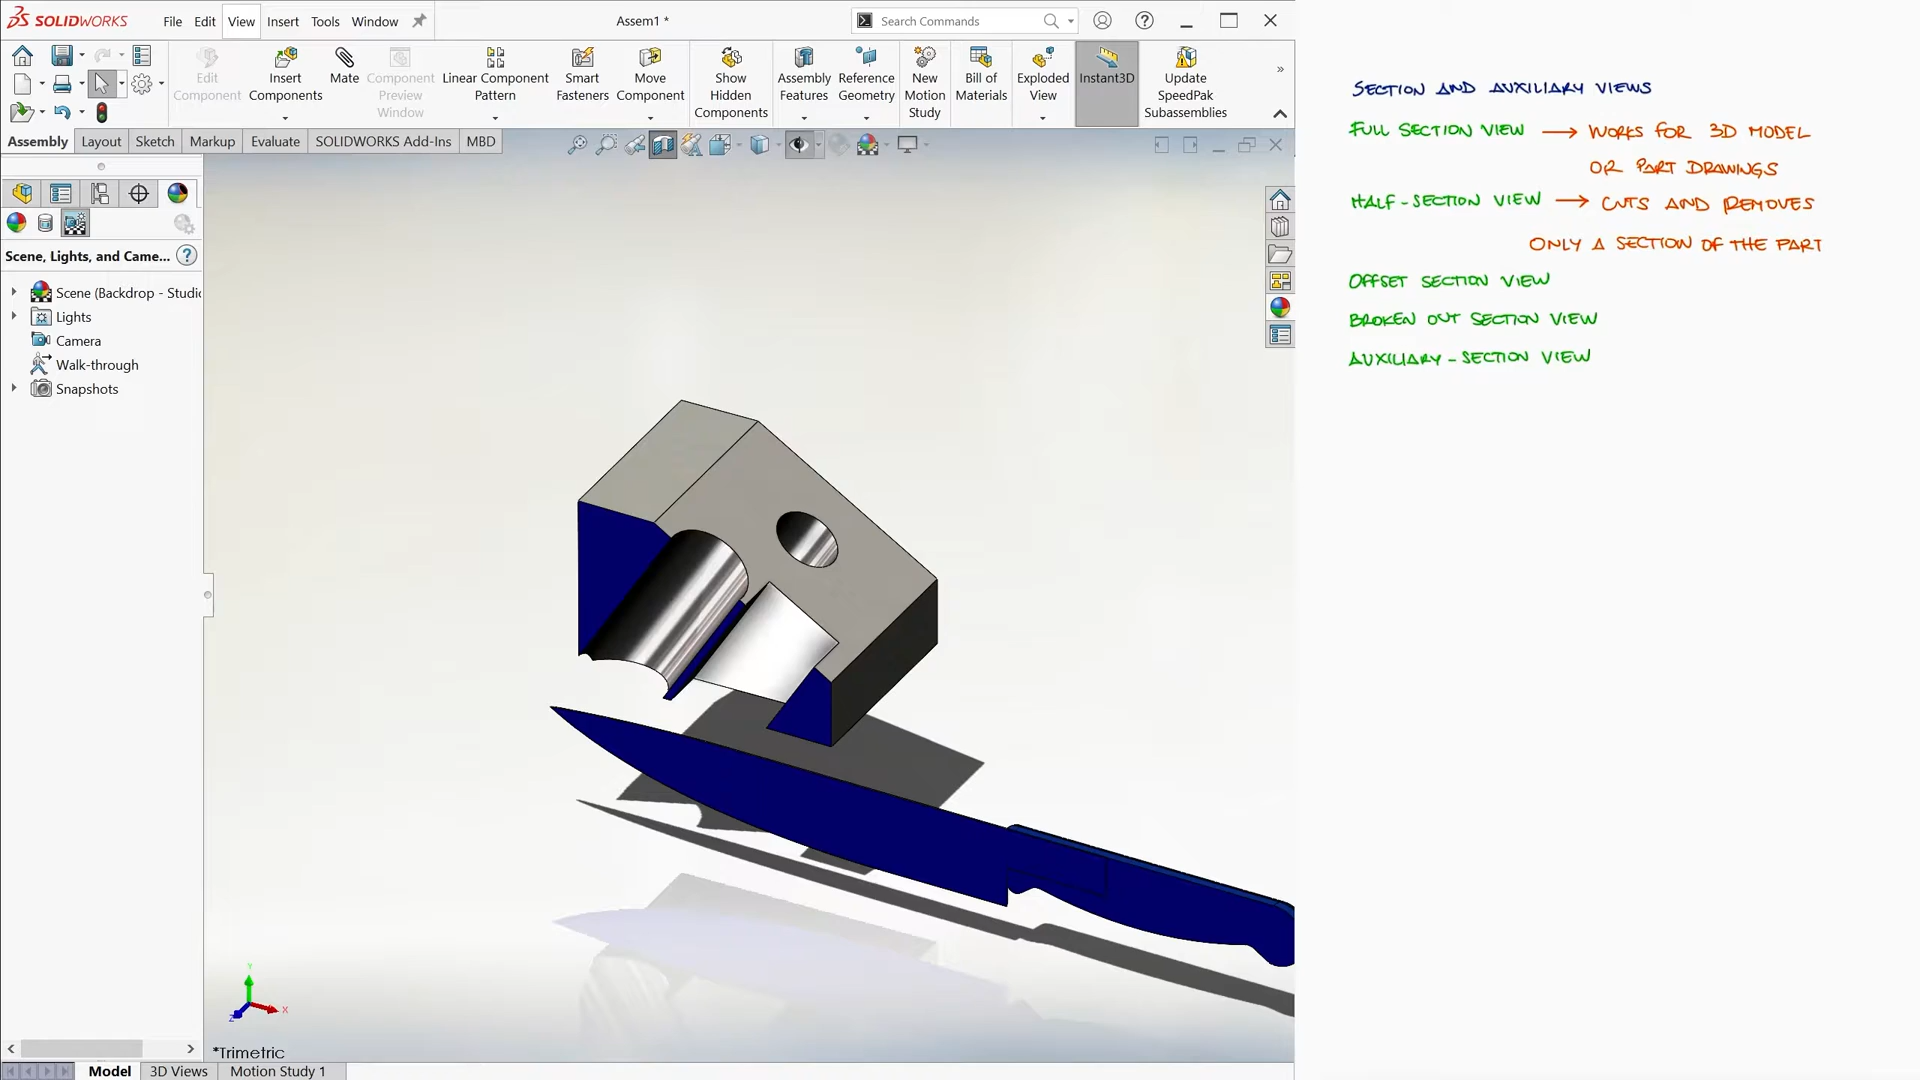 SOLIDWORKS
File Edit View Insert Tools Window
Assem1 *
Search Commands
Edit Component
Insert Components
Mate
Component Preview Window
Linear Component Pattern
Smart Fasteners
Move Component
Show Hidden Components
Assembly Features
Reference Geometry
New Motion Study
Bill of Materials
Exploded View
Instant3D
Update SpeedPak Subassemblies
Assembly Layout Sketch Markup Evaluate SOLIDWORKS Add-Ins MBD
Scene, Lights, and Came...
Scene (Backdrop - Studi
Lights
Camera
Walk-through
Snapshots
Y
X
Z
*Trimetric
Model 3D Views Motion Study 1
SECTION AND AUXILIARY VIEWS
FULL SECTION VIEW → WORKS FOR 3D MODEL
OR PART DRAWINGS
HALF-SECTION VIEW → CUTS AND REMOVES
ONLY A SECTION OF THE PART
OFFSET SECTION VIEW
BROKEN OUT SECTION VIEW
AUXILIARY-SECTION VIEW